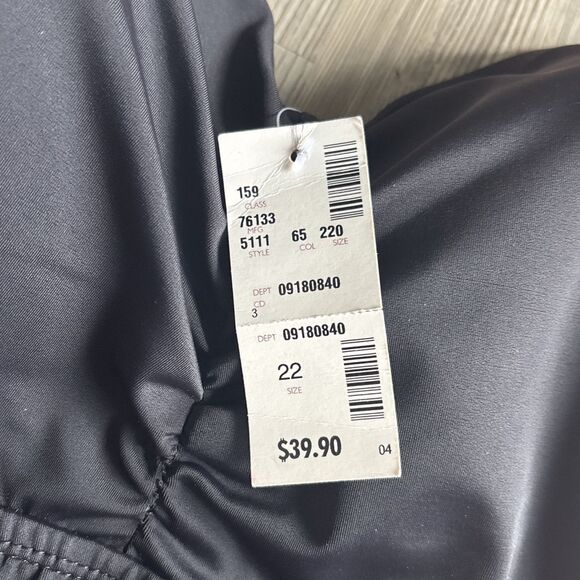 159
CLASS
76133
MFG
5111 65 220
STYLE COL SIZE
DEPT 09180840
CD
3
DEPT 09180840
22
SIZE
$39.90 04